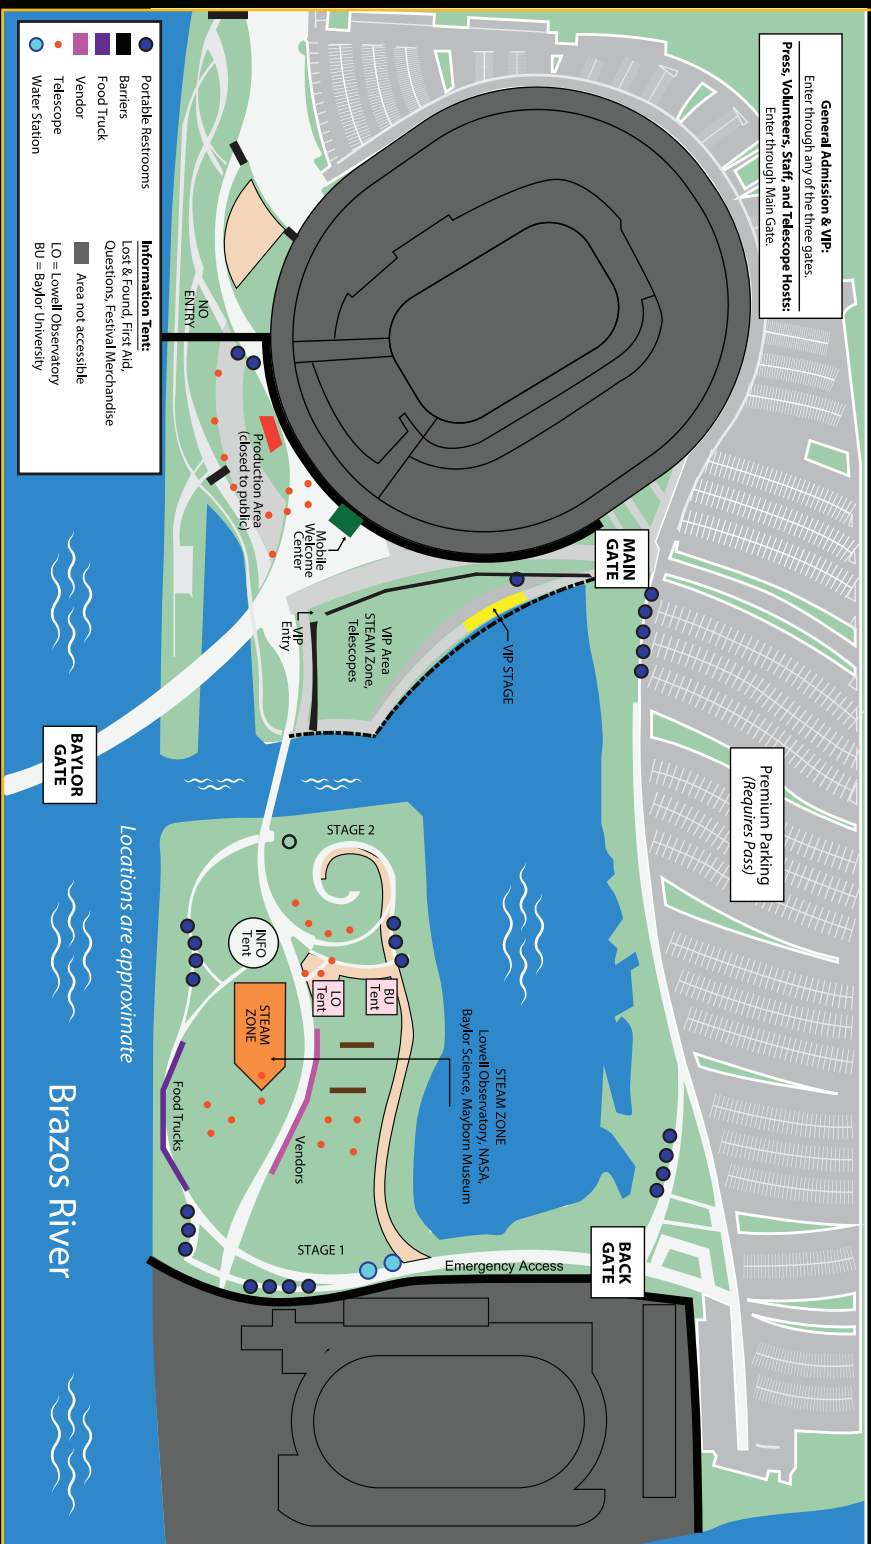 General Admission & VIP:
Enter through any of the three gates.
Press, Volunteers, Staff, and Telescope Hosts:
Enter through Main Gate.
MAIN
GATE
Premium Parking
(Requires Pass)
BACK
GATE
VIP STAGE
VIP Area
STEAM Zone,
Telescopes
VIP
Entry
Mobile
Welcome
Center
Production Area
(closed to public)
NO
ENTRY
BAYLOR
GATE
STAGE 2
INFO
Tent
BU
Tent
LO
Tent
STEAM
ZONE
STEAM ZONE
Lowell Observatory, NASA,
Baylor Science, Mayborn Museum
Vendors
Food Trucks
STAGE 1
Emergency Access
Locations are approximate
Brazos River
Portable Restrooms
Barriers
Food Truck
Vendor
Telescope
Water Station
Information Tent:
Lost & Found, First Aid,
Questions, Festival Merchandise
Area not accessible
LO = Lowell Observatory
BU = Baylor University